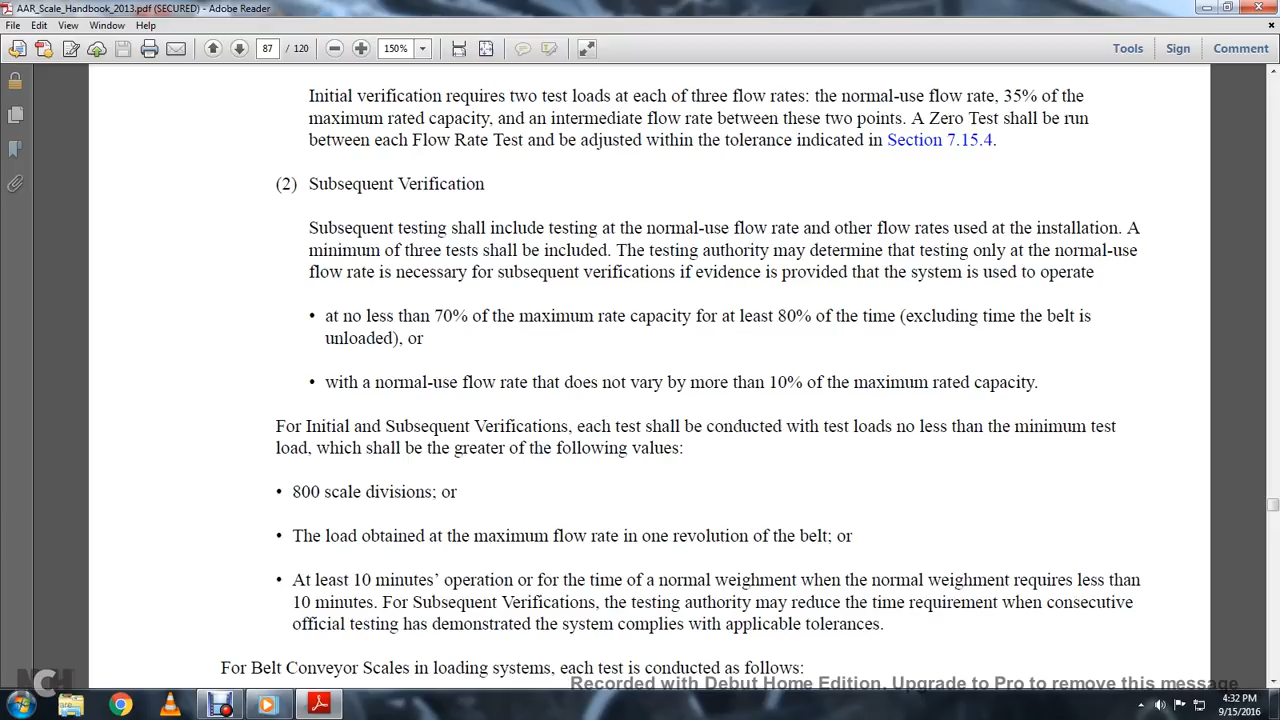 AAR_Scale_Handbook_2013.pdf (SECURED) - Adobe Reader
File Edit View Window Help
87 / 120 150% Tools Sign Comment
Initial verification requires two test loads at each of three flow rates: the normal-use flow rate, 35% of the
maximum rated capacity, and an intermediate flow rate between these two points. A Zero Test shall be run
between each Flow Rate Test and be adjusted within the tolerance indicated in Section 7.15.4.
(2) Subsequent Verification
Subsequent testing shall include testing at the normal-use flow rate and other flow rates used at the installation. A
minimum of three tests shall be included. The testing authority may determine that testing only at the normal-use
flow rate is necessary for subsequent verifications if evidence is provided that the system is used to operate
• at no less than 70% of the maximum rate capacity for at least 80% of the time (excluding time the belt is
unloaded), or
• with a normal-use flow rate that does not vary by more than 10% of the maximum rated capacity.
For Initial and Subsequent Verifications, each test shall be conducted with test loads no less than the minimum test
load, which shall be the greater of the following values:
• 800 scale divisions; or
• The load obtained at the maximum flow rate in one revolution of the belt; or
• At least 10 minutes’ operation or for the time of a normal weighment when the normal weighment requires less than
10 minutes. For Subsequent Verifications, the testing authority may reduce the time requirement when consecutive
official testing has demonstrated the system complies with applicable tolerances.
For Belt Conveyor Scales in loading systems, each test is conducted as follows:
Recorded with Debut Home Edition. Upgrade to Pro to remove this message
NCH
4:32 PM
9/15/2016